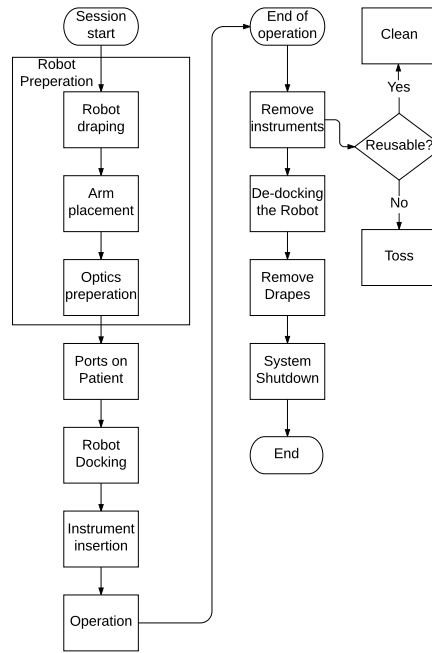 Session
start
Robot
Preperation
Robot
draping
Arm
placement
Optics
preperation
Ports on
Patient
Robot
Docking
Instrument
insertion
Operation
End of
operation
Remove
instruments
De-docking
the Robot
Remove
Drapes
System
Shutdown
End
Clean
Yes
Reusable?
No
Toss